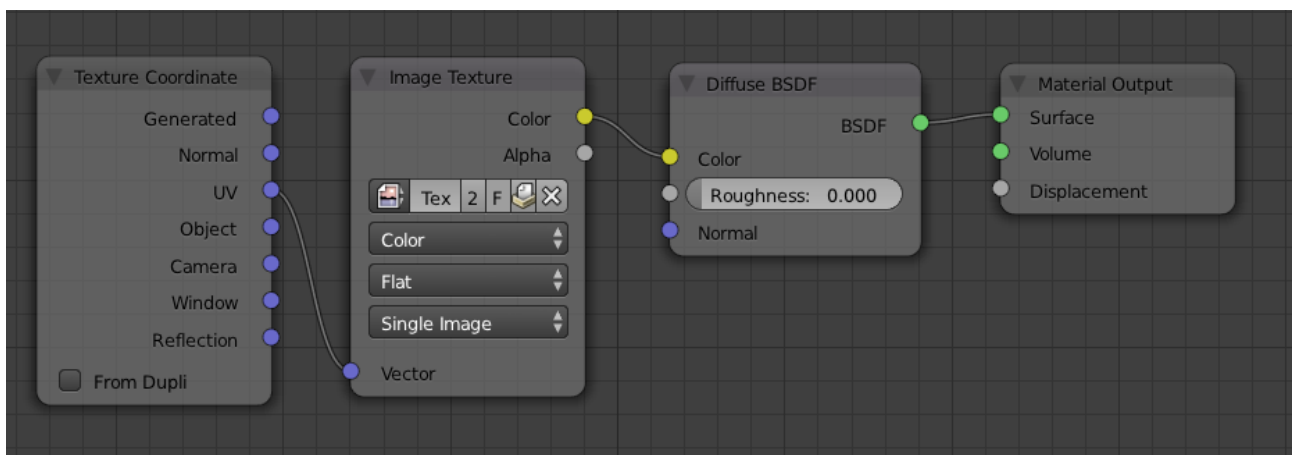 Texture Coordinate
Generated
Normal
UV
Object
Camera
Window
Reflection
From Dupli
Image Texture
Color
Alpha
Tex 2 F
Color
Flat
Single Image
Vector
Diffuse BSDF
BSDF
Color
Roughness: 0.000
Normal
Material Output
Surface
Volume
Displacement